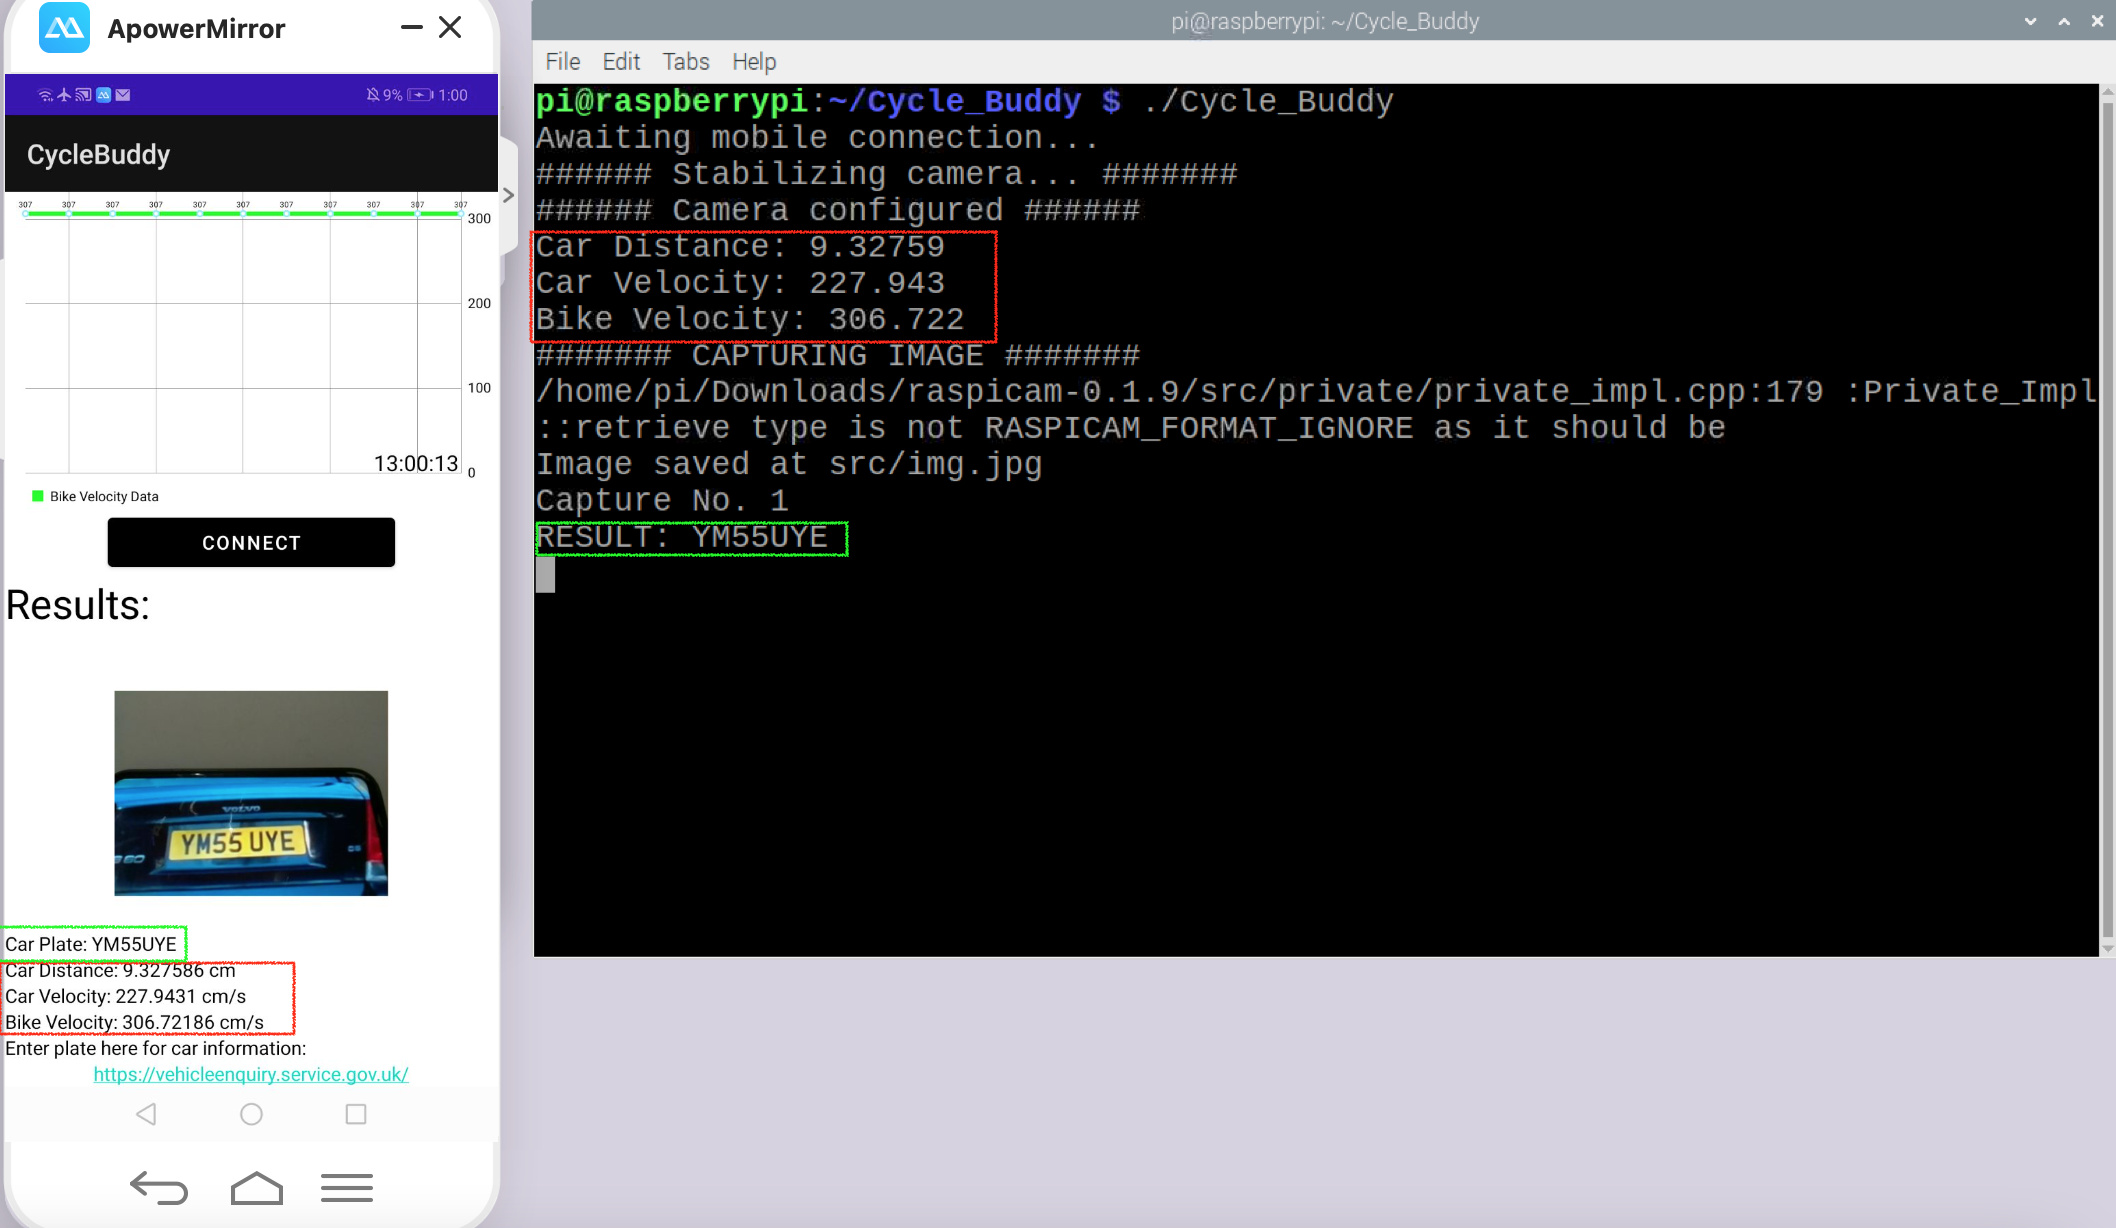 ApowerMirror
9% 1:00
CycleBuddy
307 307 307 307 307 307 307 307 307 307 307
300
200
100
13:00:13
0
Bike Velocity Data
CONNECT
Results:
VOLVO
YM55 UYE
S60
D5
Car Plate: YM55UYE
Car Distance: 9.327586 cm
Car Velocity: 227.9431 cm/s
Bike Velocity: 306.72186 cm/s
Enter plate here for car information:
https://vehicleenquiry.service.gov.uk/
pi@raspberrypi: ~/Cycle_Buddy
File Edit Tabs Help
pi@raspberrypi:~/Cycle_Buddy $ ./Cycle_Buddy
Awaiting mobile connection...
###### Stabilizing camera... #######
###### Camera configured ######
Car Distance: 9.32759
Car Velocity: 227.943
Bike Velocity: 306.722
####### CAPTURING IMAGE #######
/home/pi/Downloads/raspicam-0.1.9/src/private/private_impl.cpp:179 :Private_Impl
::retrieve type is not RASPICAM_FORMAT_IGNORE as it should be
Image saved at src/img.jpg
Capture No. 1
RESULT: YM55UYE